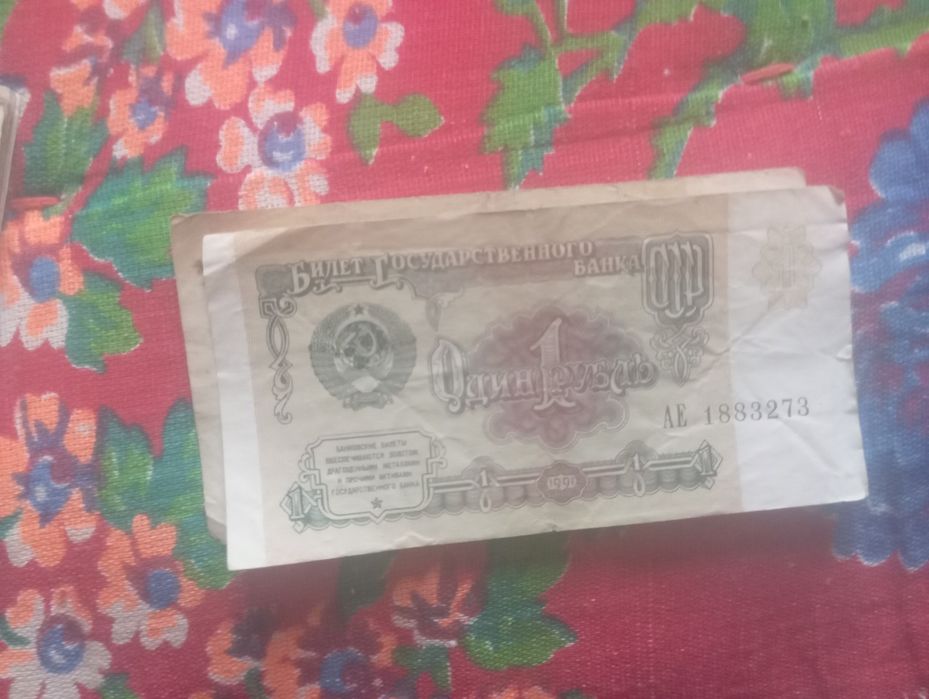 Билет Государственного
банка
Один 1 рубль
АЕ 1883273
БАНКОВСКИЕ БИЛЕТЫ
ОБЕСПЕЧИВАЮТСЯ ЗОЛОТОМ,
ДРАГОЦЕННЫМИ МЕТАЛЛАМИ
И ПРОЧИМИ АКТИВАМИ
ГОСУДАРСТВЕННОГО БАНКА
1
1
1991
1
1